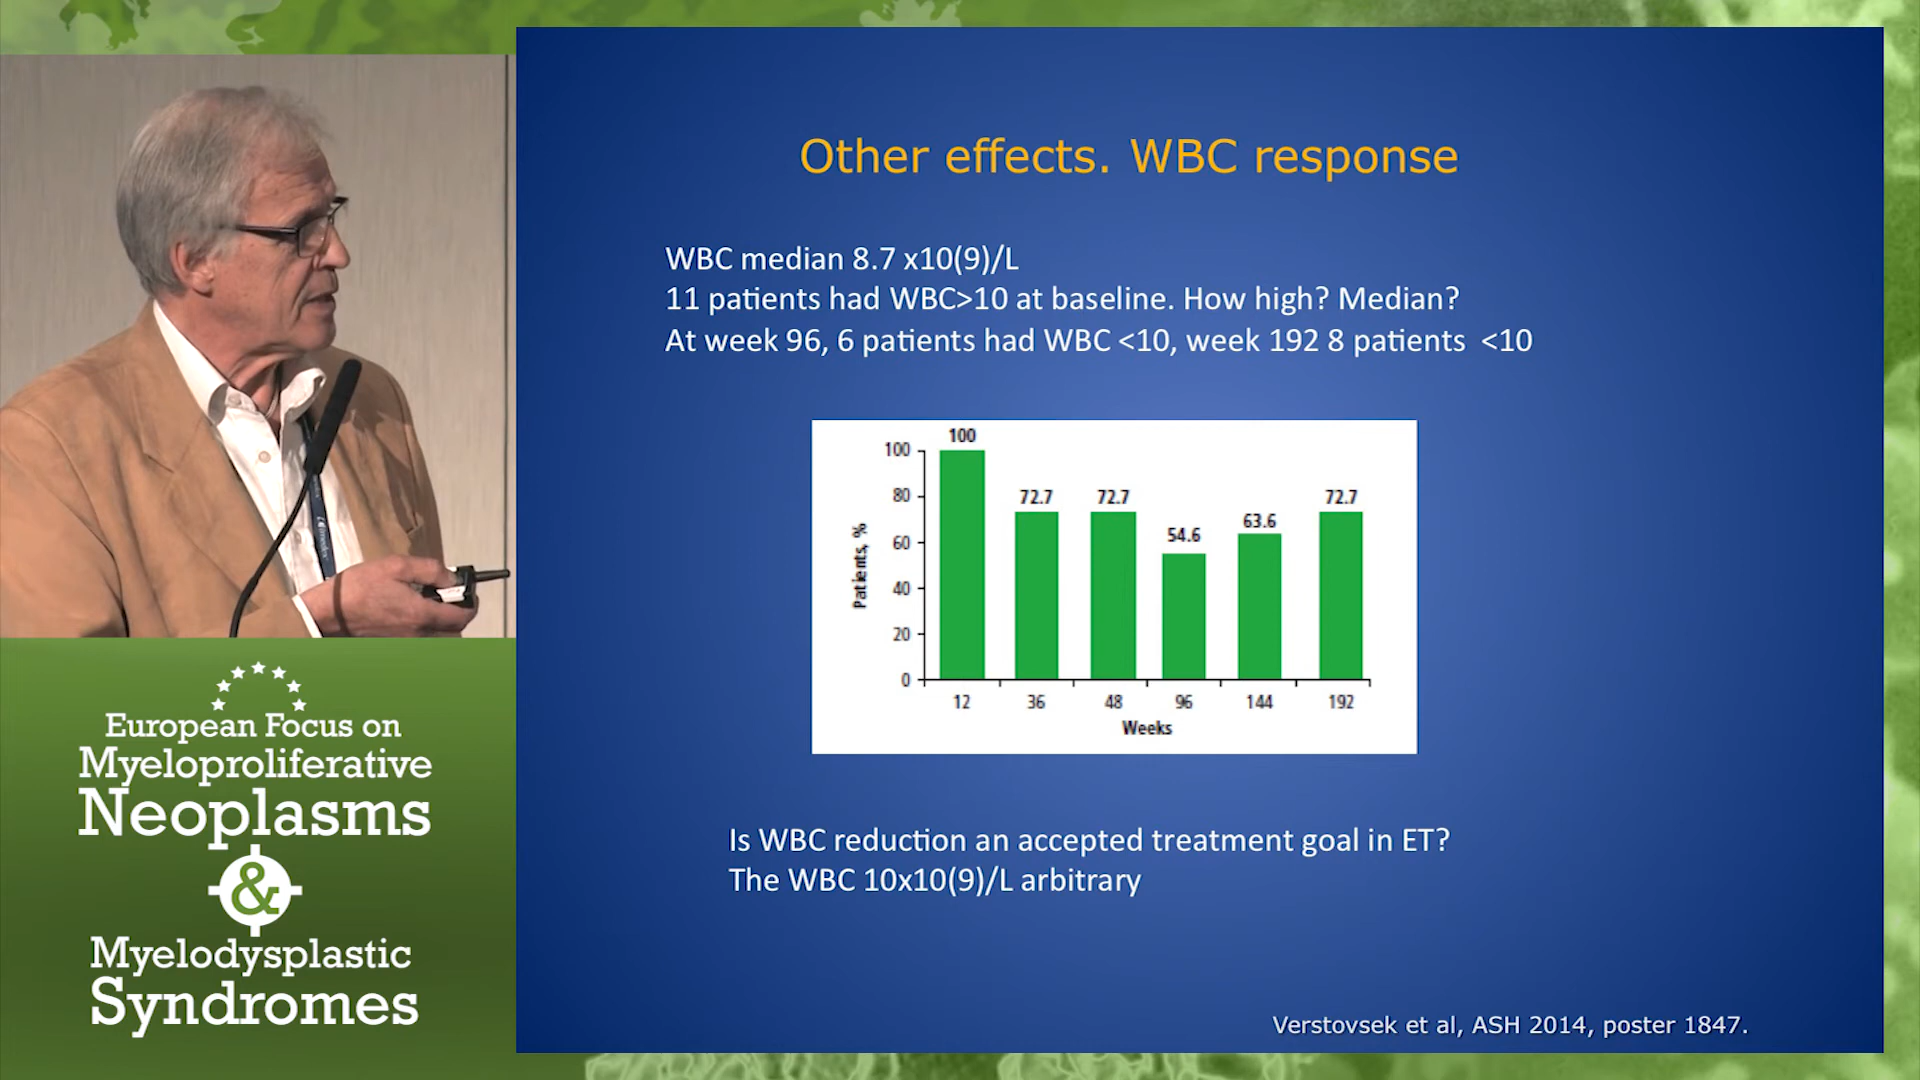 Other effects. WBC response
WBC median 8.7 x10(9)/L
11 patients had WBC>10 at baseline. How high? Median?
At week 96, 6 patients had WBC <10, week 192 8 patients <10
100
80
60
40
20
0
Patients, %
100
72.7
72.7
54.6
63.6
72.7
12
36
48
96
144
192
Weeks
Is WBC reduction an accepted treatment goal in ET?
The WBC 10x10(9)/L arbitrary
Verstovsek et al, ASH 2014, poster 1847.
European Focus on
Myeloproliferative
Neoplasms
&
Myelodysplastic
Syndromes